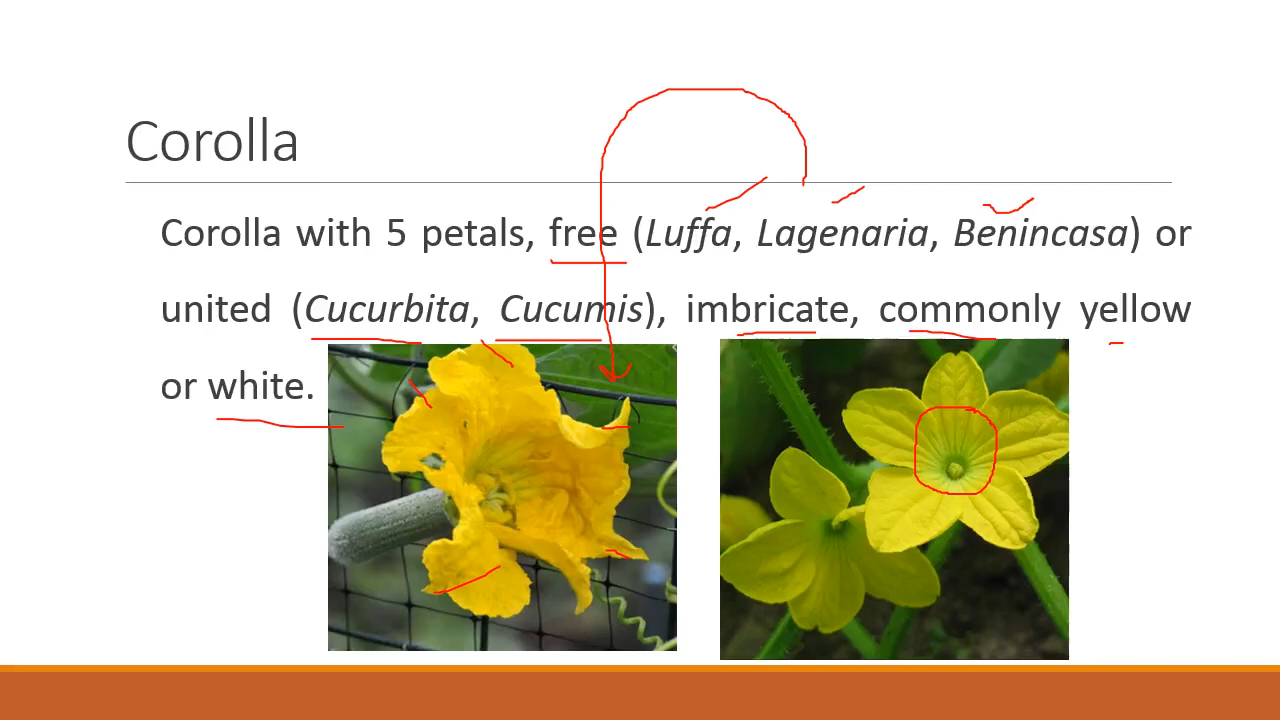 Corolla
Corolla with 5 petals, free (Luffa, Lagenaria, Benincasa) or
united (Cucurbita, Cucumis), imbricate, commonly yellow
or white.